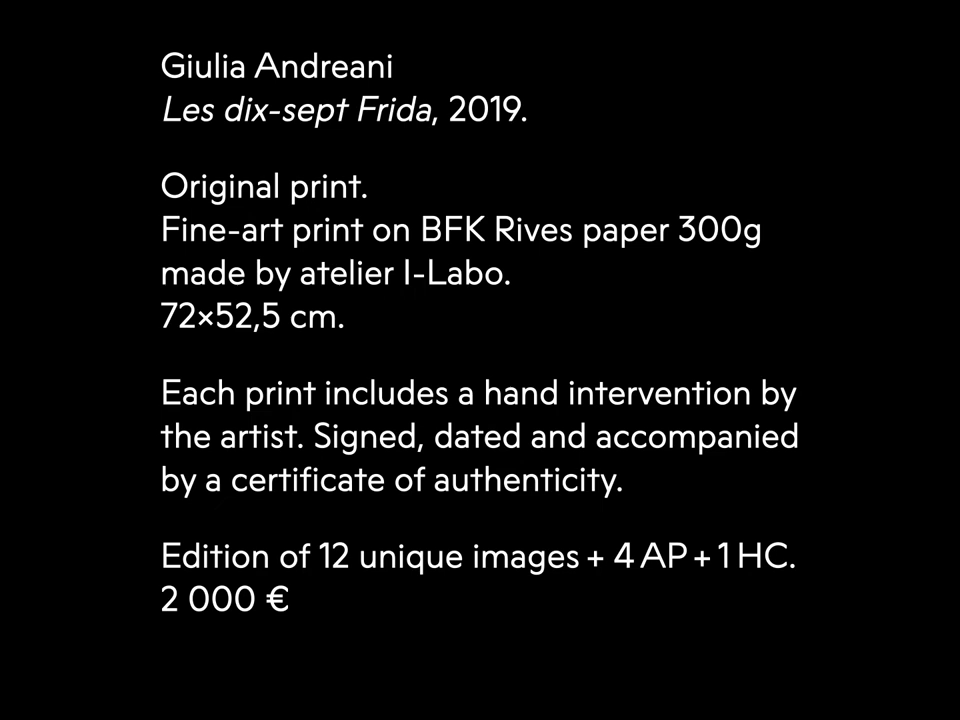 Giulia Andreani
Les dix-sept Frida, 2019.
Original print.
Fine-art print on BFK Rives paper 300g
made by atelier I-Labo.
72×52,5 cm.
Each print includes a hand intervention by
the artist. Signed, dated and accompanied
by a certificate of authenticity.
Edition of 12 unique images + 4 AP + 1 HC.
2 000 €